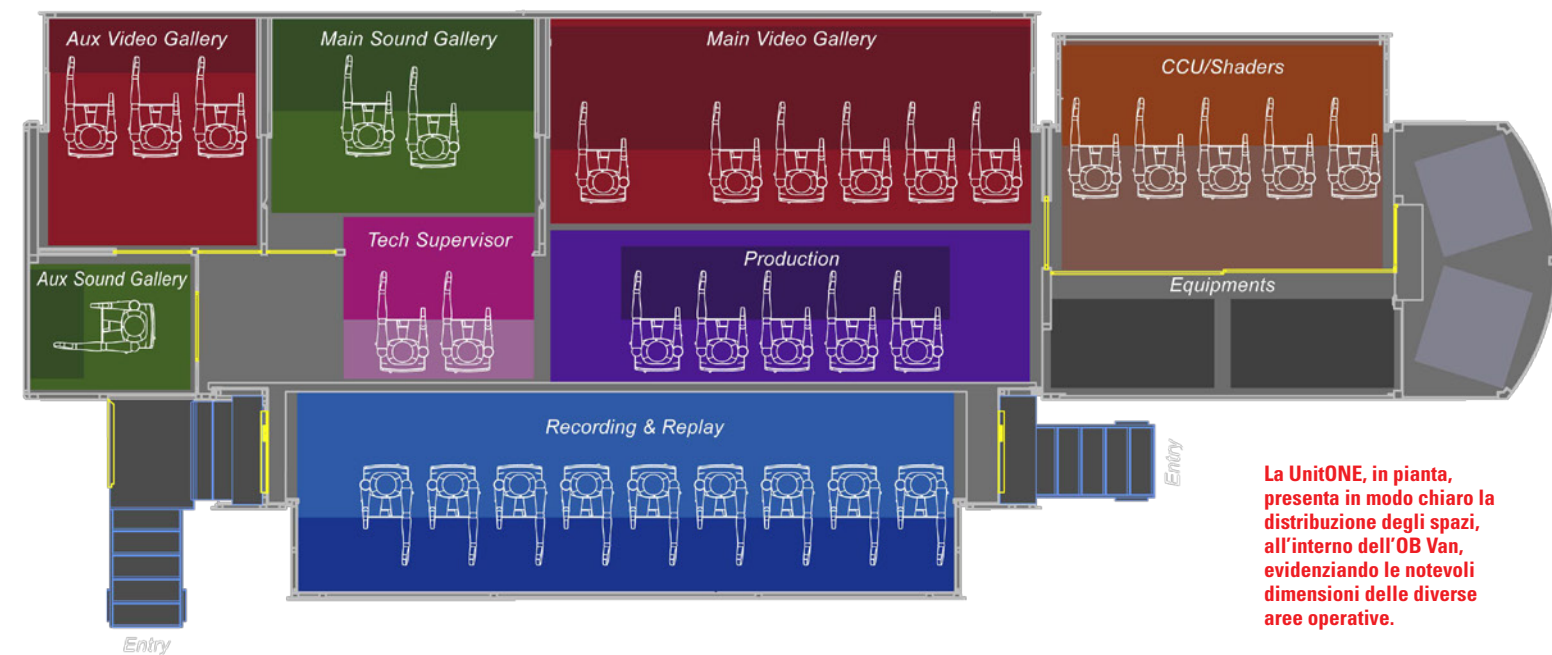 Aux Video Gallery
Main Sound Gallery
Main Video Gallery
CCU/Shaders
Tech Supervisor
Production
Aux Sound Gallery
Equipments
Recording & Replay
Entry
La UnitONE, in pianta,
presenta in modo chiaro la
distribuzione degli spazi,
all'interno dell'OB Van,
evidenziando le notevoli
dimensioni delle diverse
aree operative.
Entry